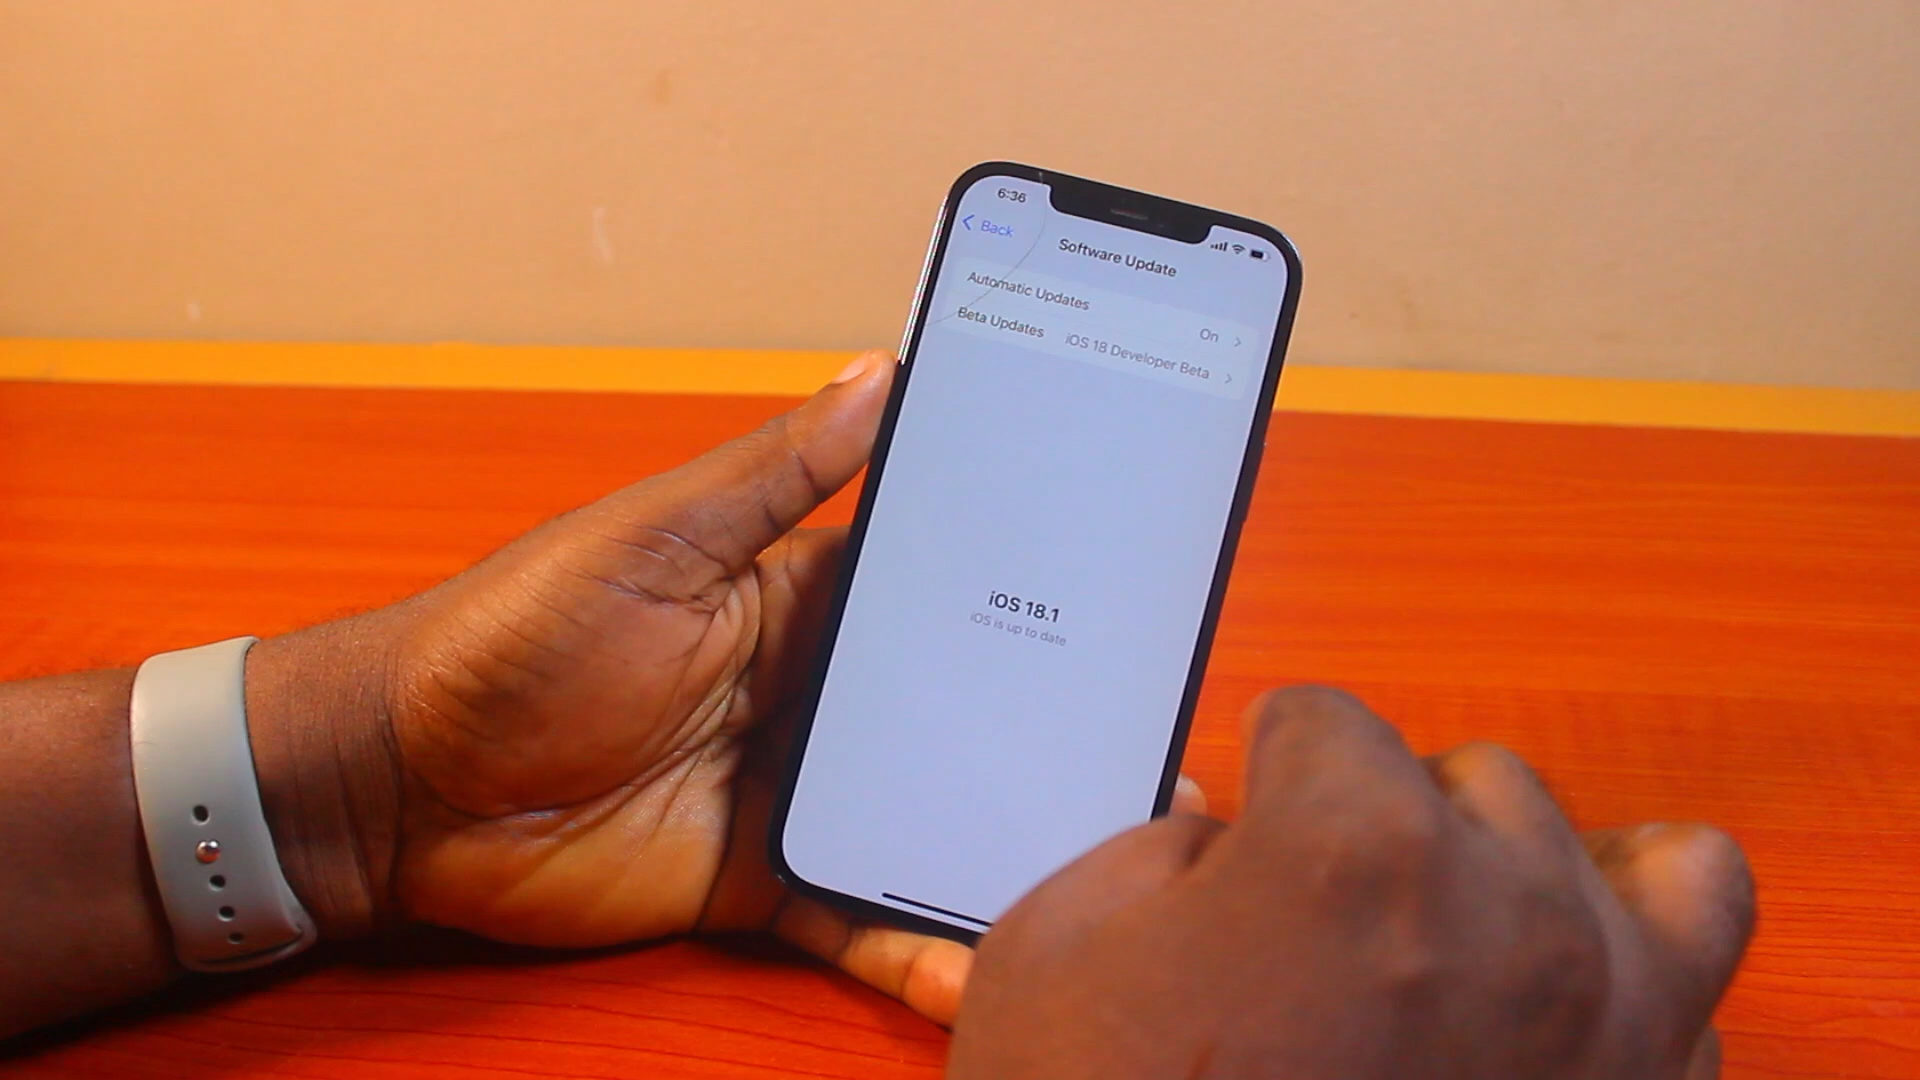 6:36
Back
Software Update
Automatic Updates On
Beta Updates iOS 18 Developer Beta
iOS 18.1
iOS is up to date